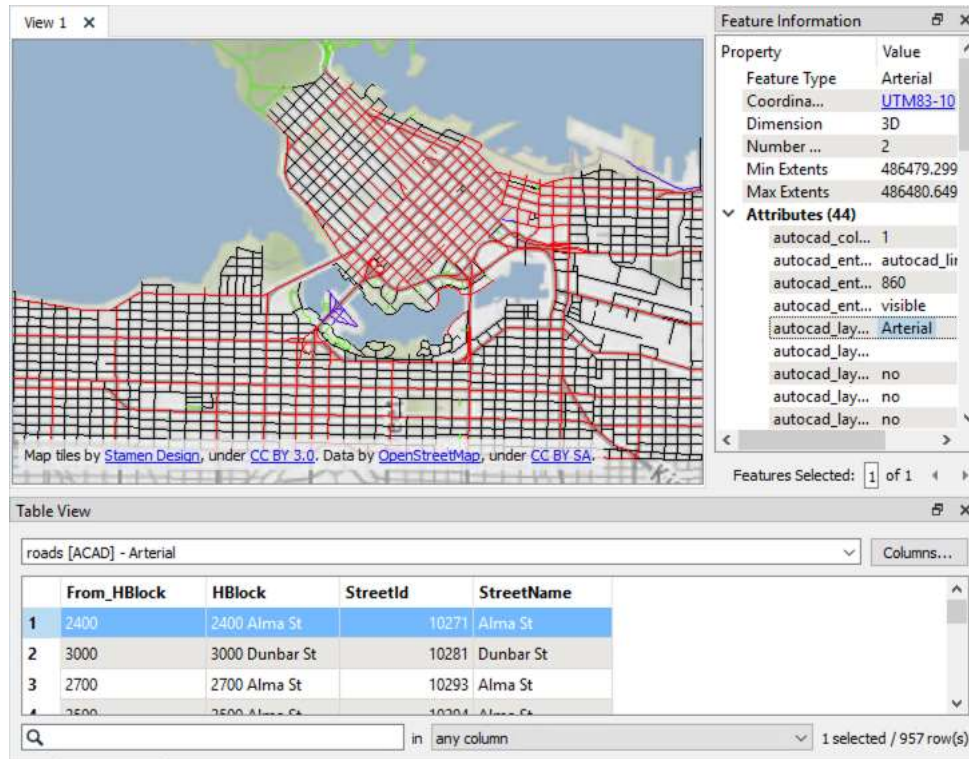 View 1
Map tiles by Stamen Design, under CC BY 3.0. Data by OpenStreetMap, under CC BY SA.
Feature Information
Property Value
Feature Type Arterial
Coordina... UTM83-10
Dimension 3D
Number ... 2
Min Extents 486479.299
Max Extents 486480.649
Attributes (44)
autocad_col... 1
autocad_ent... autocad_lin
autocad_ent... 860
autocad_ent... visible
autocad_lay... Arterial
autocad_lay...
autocad_lay... no
autocad_lay... no
autocad_lay... no
Features Selected: 1 of 1
Table View
roads [ACAD] - Arterial Columns...
From_HBlock HBlock StreetId StreetName
1 2400 2400 Alma St 10271 Alma St
2 3000 3000 Dunbar St 10281 Dunbar St
3 2700 2700 Alma St 10293 Alma St
in any column 1 selected / 957 row(s)